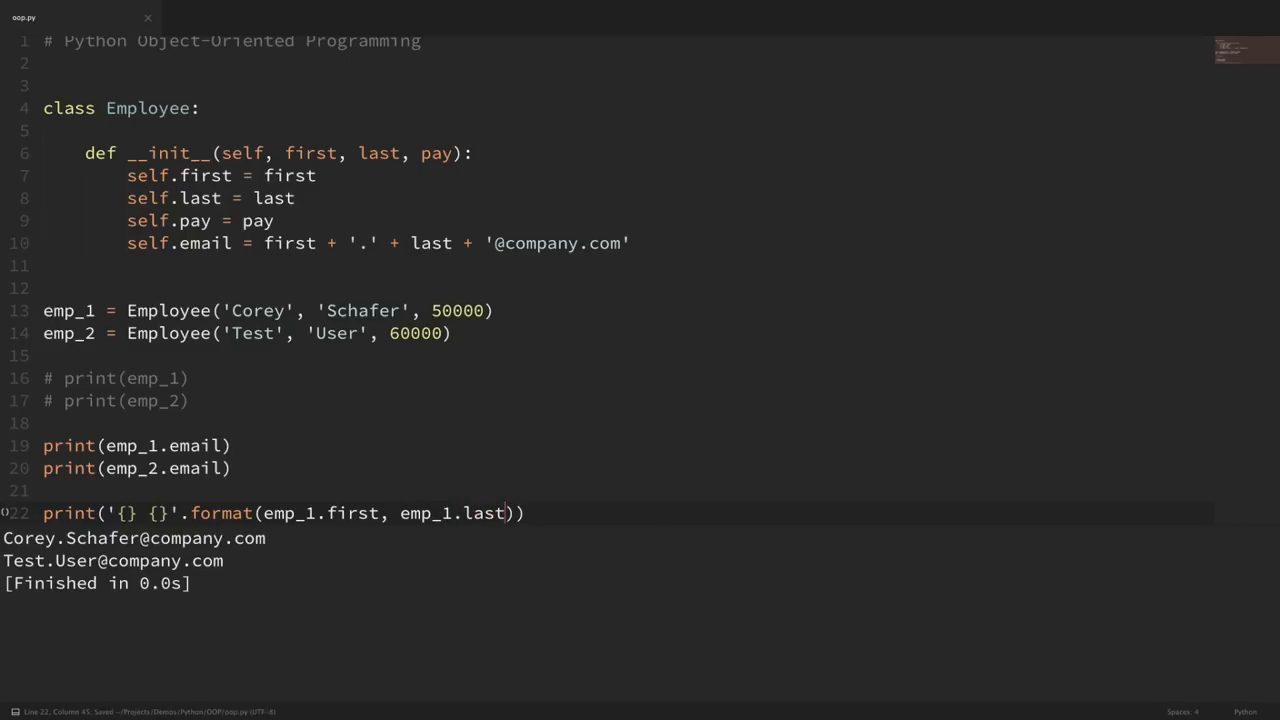 oop.py
1 # Python Object-Oriented Programming
2
3
4 class Employee:
5
6     def __init__(self, first, last, pay):
7         self.first = first
8         self.last = last
9         self.pay = pay
10         self.email = first + '.' + last + '@company.com'
11
12
13 emp_1 = Employee('Corey', 'Schafer', 50000)
14 emp_2 = Employee('Test', 'User', 60000)
15
16 # print(emp_1)
17 # print(emp_2)
18
19 print(emp_1.email)
20 print(emp_2.email)
21
22 print('{} {}'.format(emp_1.first, emp_1.last))
Corey.Schafer@company.com
Test.User@company.com
[Finished in 0.0s]
Line 22, Column 45, Saved ~/Projects/Demos/Python/OOP/oop.py (UTF-8) Spaces: 4 Python